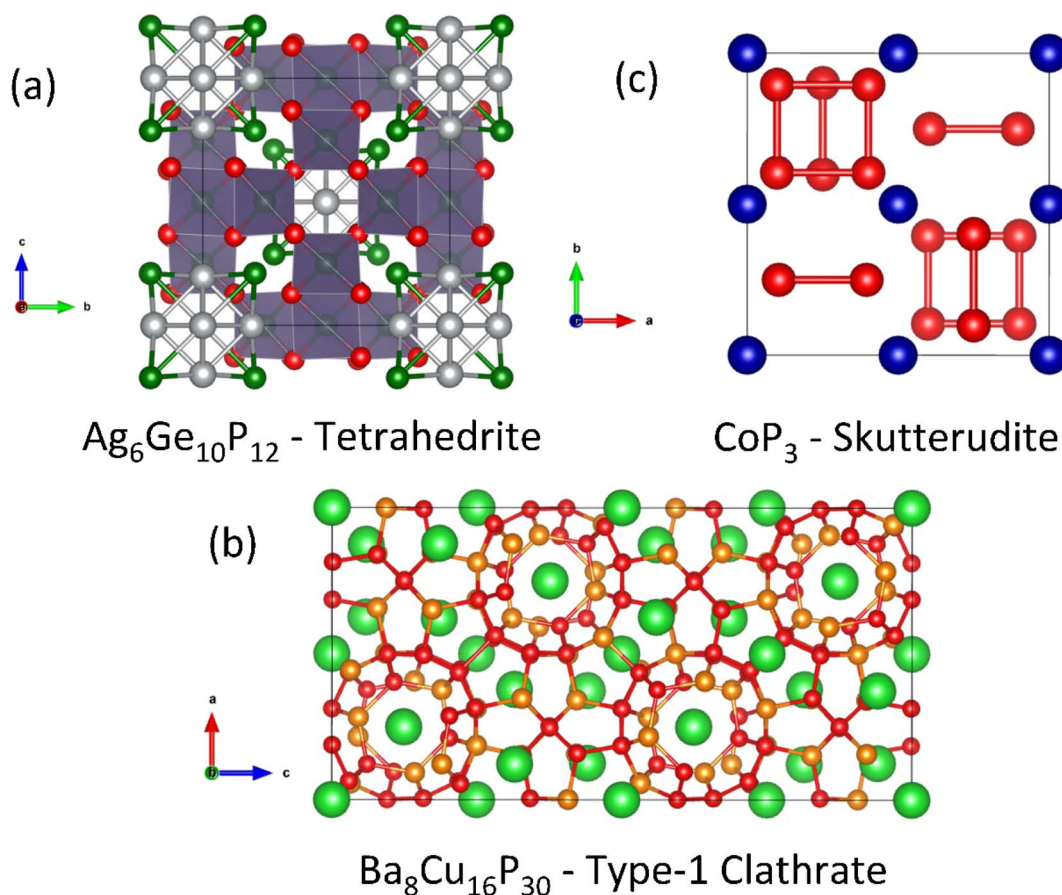 (a)
(c)
c
a
b
b
c
a
Ag₆Ge₁₀P₁₂ - Tetrahedrite
CoP₃ - Skutterudite
(b)
a
b
c
Ba₈Cu₁₆P₃₀ - Type-1 Clathrate